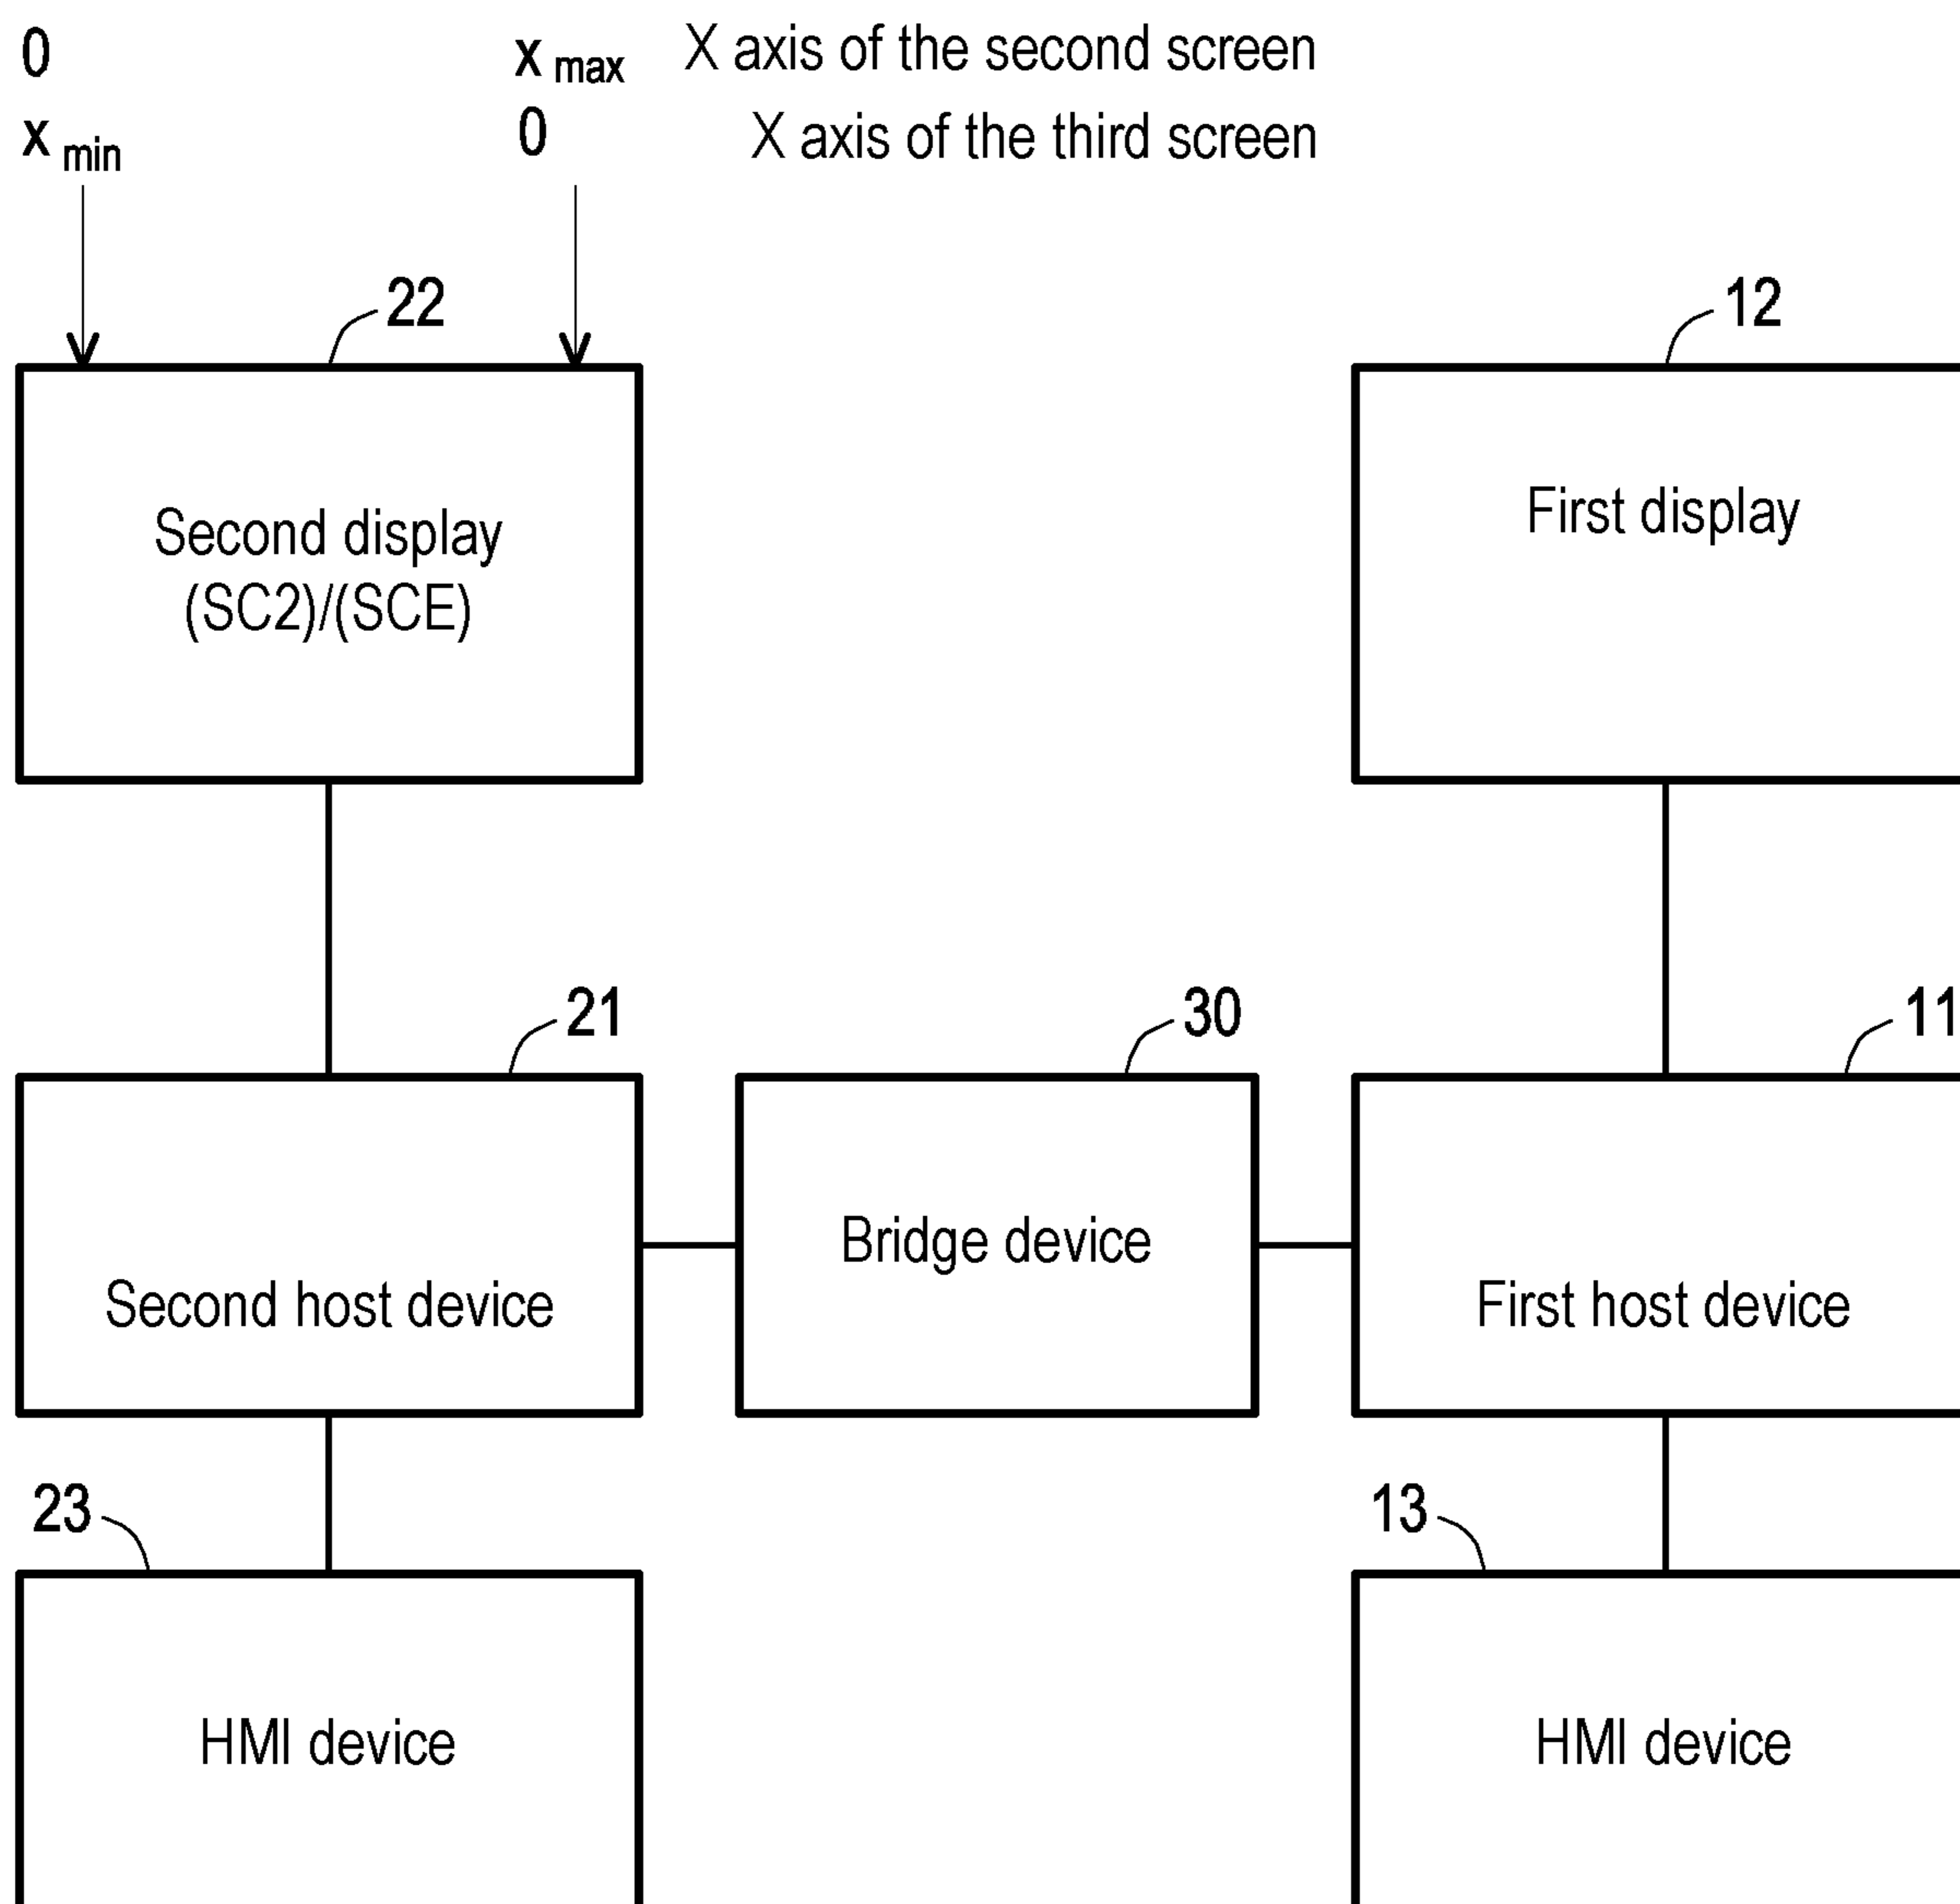 0 x max X axis of the second screen
x min 0 X axis of the third screen
22
12
Second display
(SC2)/(SCE)
First display
21
30
11
Second host device
Bridge device
First host device
23
13
HMI device
HMI device